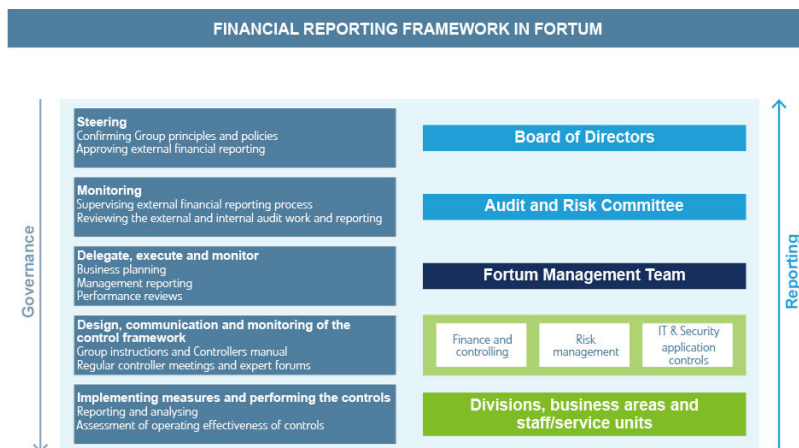 FINANCIAL REPORTING FRAMEWORK IN FORTUM
Governance
Steering
Confirming Group principles and policies
Approving external financial reporting
Board of Directors
Monitoring
Supervising external financial reporting process
Reviewing the external and internal audit work and reporting
Audit and Risk Committee
Delegate, execute and monitor
Business planning
Management reporting
Performance reviews
Fortum Management Team
Design, communication and monitoring of the
control framework
Group instructions and Controllers manual
Regular controller meetings and expert forums
Finance and
controlling
Risk
management
IT & Security
application
controls
Implementing measures and performing the controls
Reporting and analysing
Assessment of operating effectiveness of controls
Divisions, business areas and
staff/service units
Reporting